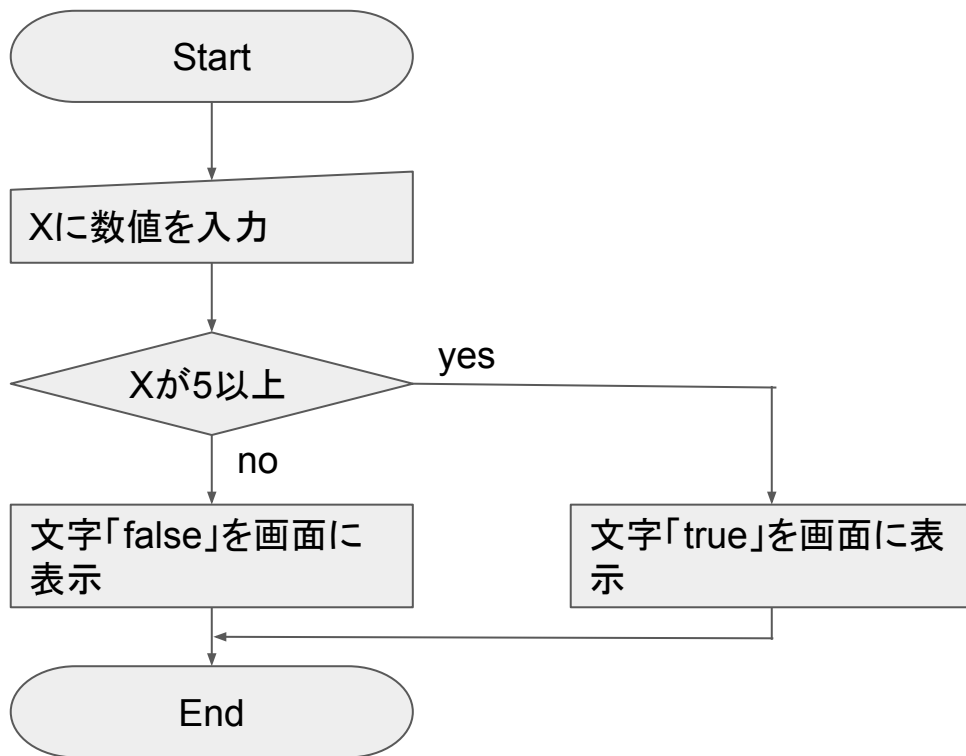 Start
Xに数値を入力
Xが5以上
yes
no
文字「false」を画面に
表示
文字「true」を画面に表
示
End